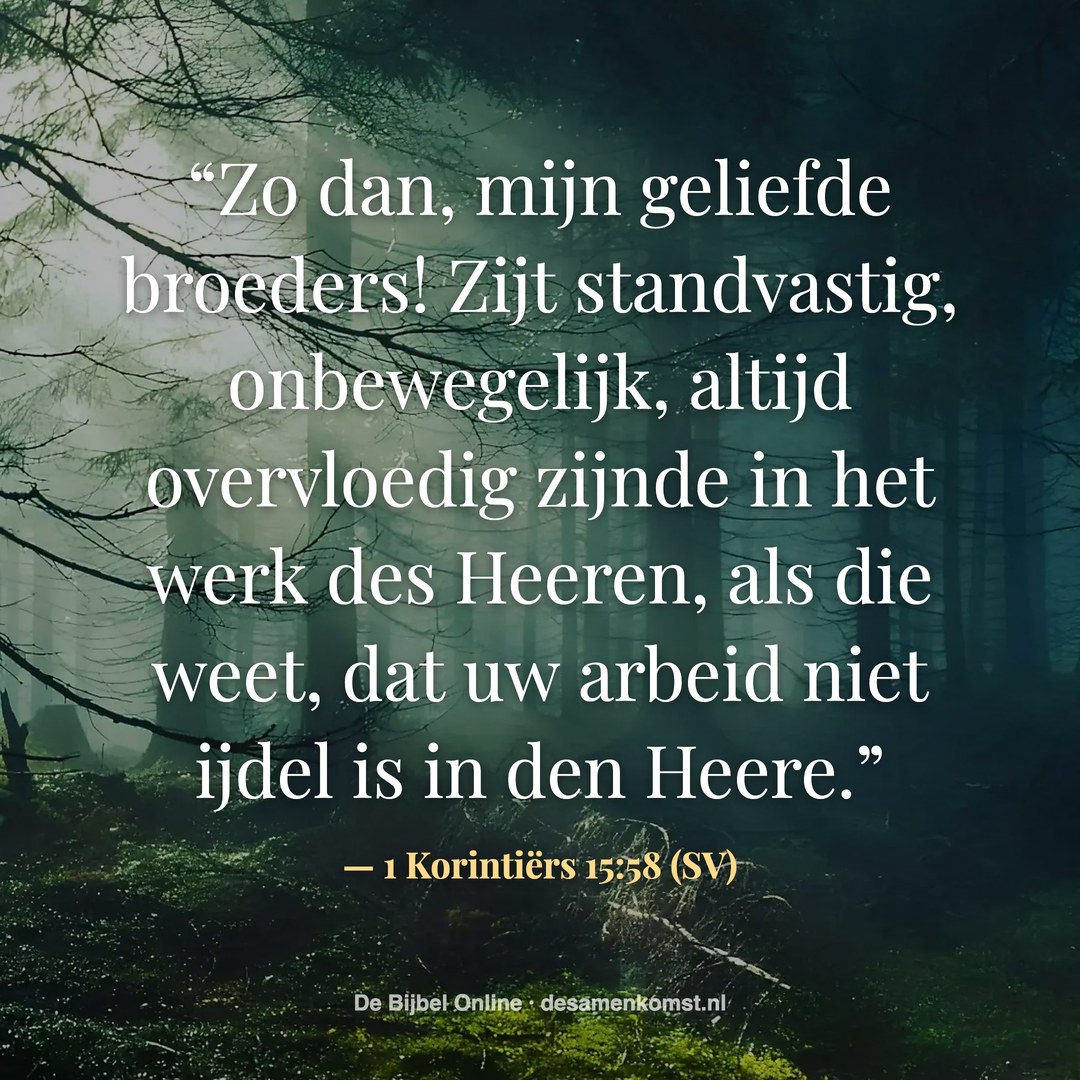 “Zo dan, mijn geliefde
broeders! Zijt standvastig,
onbewegelijk, altijd
overvloedig zijnde in het
werk des Heeren, als die
weet, dat uw arbeid niet
ijdel is in den Heere.”
— 1 Korintiërs 15:58 (SV)
De Bijbel Online · desamenkomst.nl